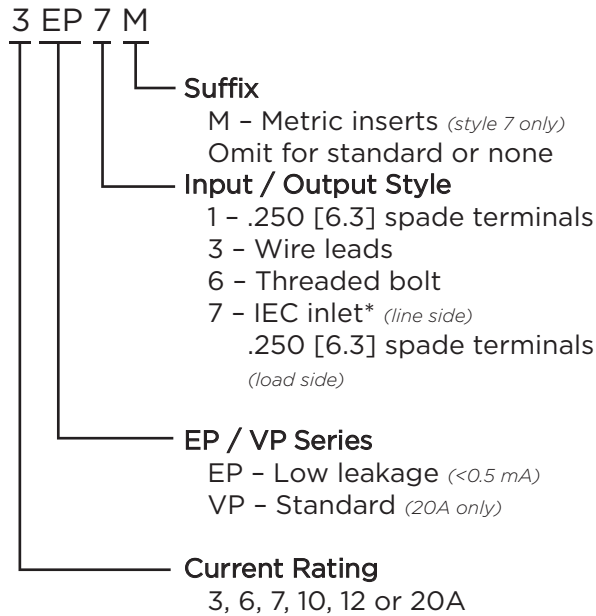 3 EP 7 M
Suffix
M – Metric inserts (style 7 only)
Omit for standard or none
Input / Output Style
1 – .250 [6.3] spade terminals
3 – Wire leads
6 – Threaded bolt
7 – IEC inlet* (line side)
.250 [6.3] spade terminals
(load side)
EP / VP Series
EP – Low leakage (<0.5 mA)
VP – Standard (20A only)
Current Rating
3, 6, 7, 10, 12 or 20A